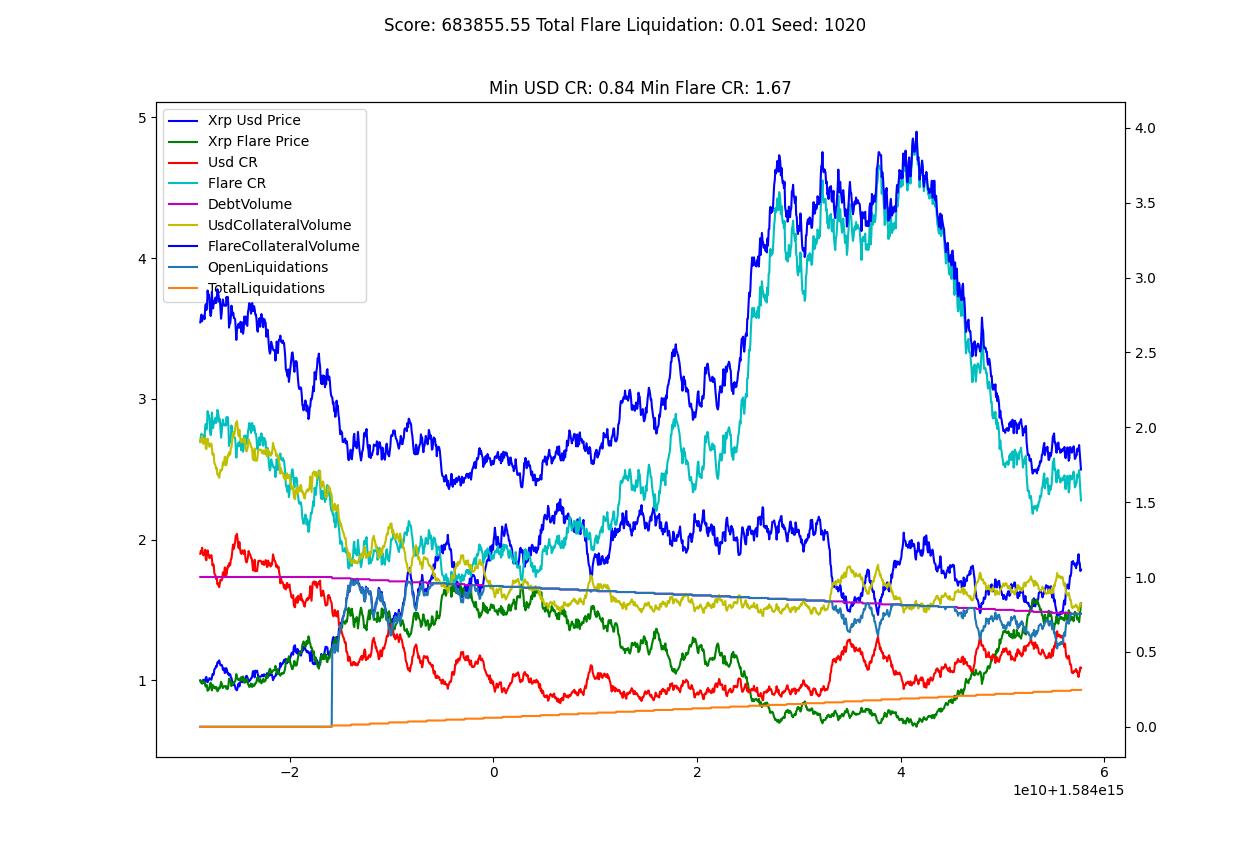 Score: 683855.55 Total Flare Liquidation: 0.01 Seed: 1020
Min USD CR: 0.84 Min Flare CR: 1.67
Xrp Usd Price
Xrp Flare Price
Usd CR
Flare CR
DebtVolume
UsdCollateralVolume
FlareCollateralVolume
OpenLiquidations
TotalLiquidations
5
4
3
2
1
4.0
3.5
3.0
2.5
2.0
1.5
1.0
0.5
0.0
−2 0 2 4 6
1e10+1.584e15